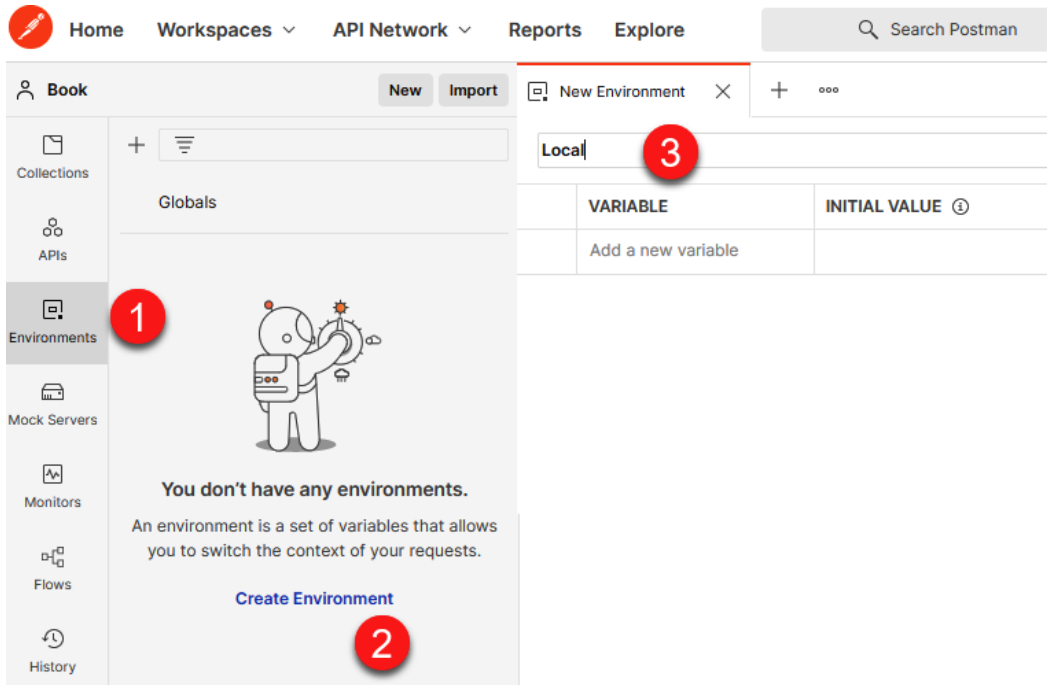 Home Workspaces API Network Reports Explore Search Postman
Book New Import
New Environment
Collections
Local 3
Globals
VARIABLE INITIAL VALUE
APIs
Add a new variable
1
Environments
Mock Servers
Monitors
You don't have any environments.
An environment is a set of variables that allows
you to switch the context of your requests.
Flows
Create Environment
2
History